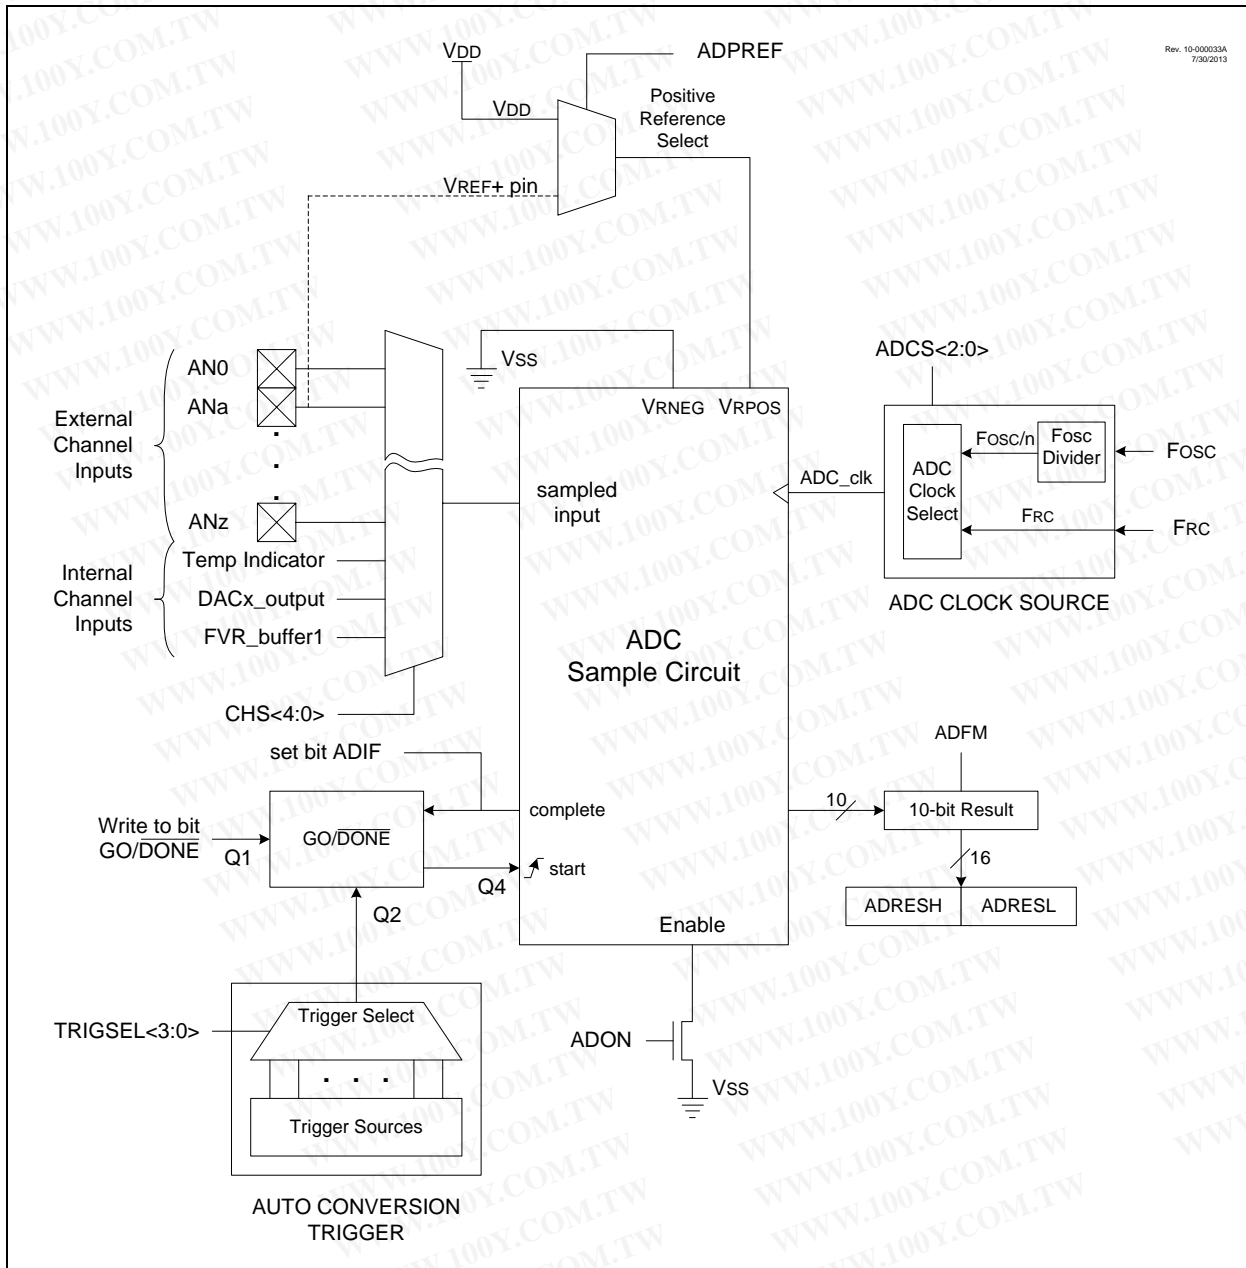 Rev. 10-000033A
7/30/2013
VDD
ADPREF
VDD
Positive
Reference
Select
VREF+ pin
VSS
ADCS<2:0>
AN0
ANa
External
Channel
Inputs
ANz
Temp Indicator
Internal
Channel
Inputs
DACx_output
FVR_buffer1
CHS<4:0>
VRNEG
VRPOS
sampled
input
ADC_clk
ADC
Clock
Select
FOSC/n
Fosc
Divider
FOSC
FRC
FRC
ADC CLOCK SOURCE
ADC
Sample Circuit
set bit ADIF
complete
Write to bit
GO/DONE
Q1
GO/DONE
Q4
start
Q2
Enable
ADFM
10
10-bit Result
16
ADRESH
ADRESL
TRIGSEL<3:0>
Trigger Select
. . .
Trigger Sources
AUTO CONVERSION
TRIGGER
ADON
VSS
WWW.100Y.COM.TW